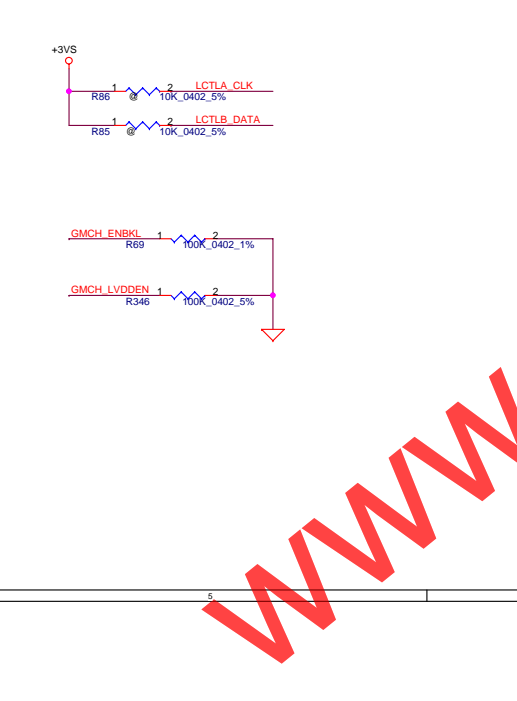 +3VS
1 2 LCTLA_CLK
R86 @ 10K_0402_5%
1 2 LCTLB_DATA
R85 @ 10K_0402_5%
GMCH_ENBKL 1 2
R69 100K_0402_1%
GMCH_LVDDEN 1 2
R346 100K_0402_5%
www
5